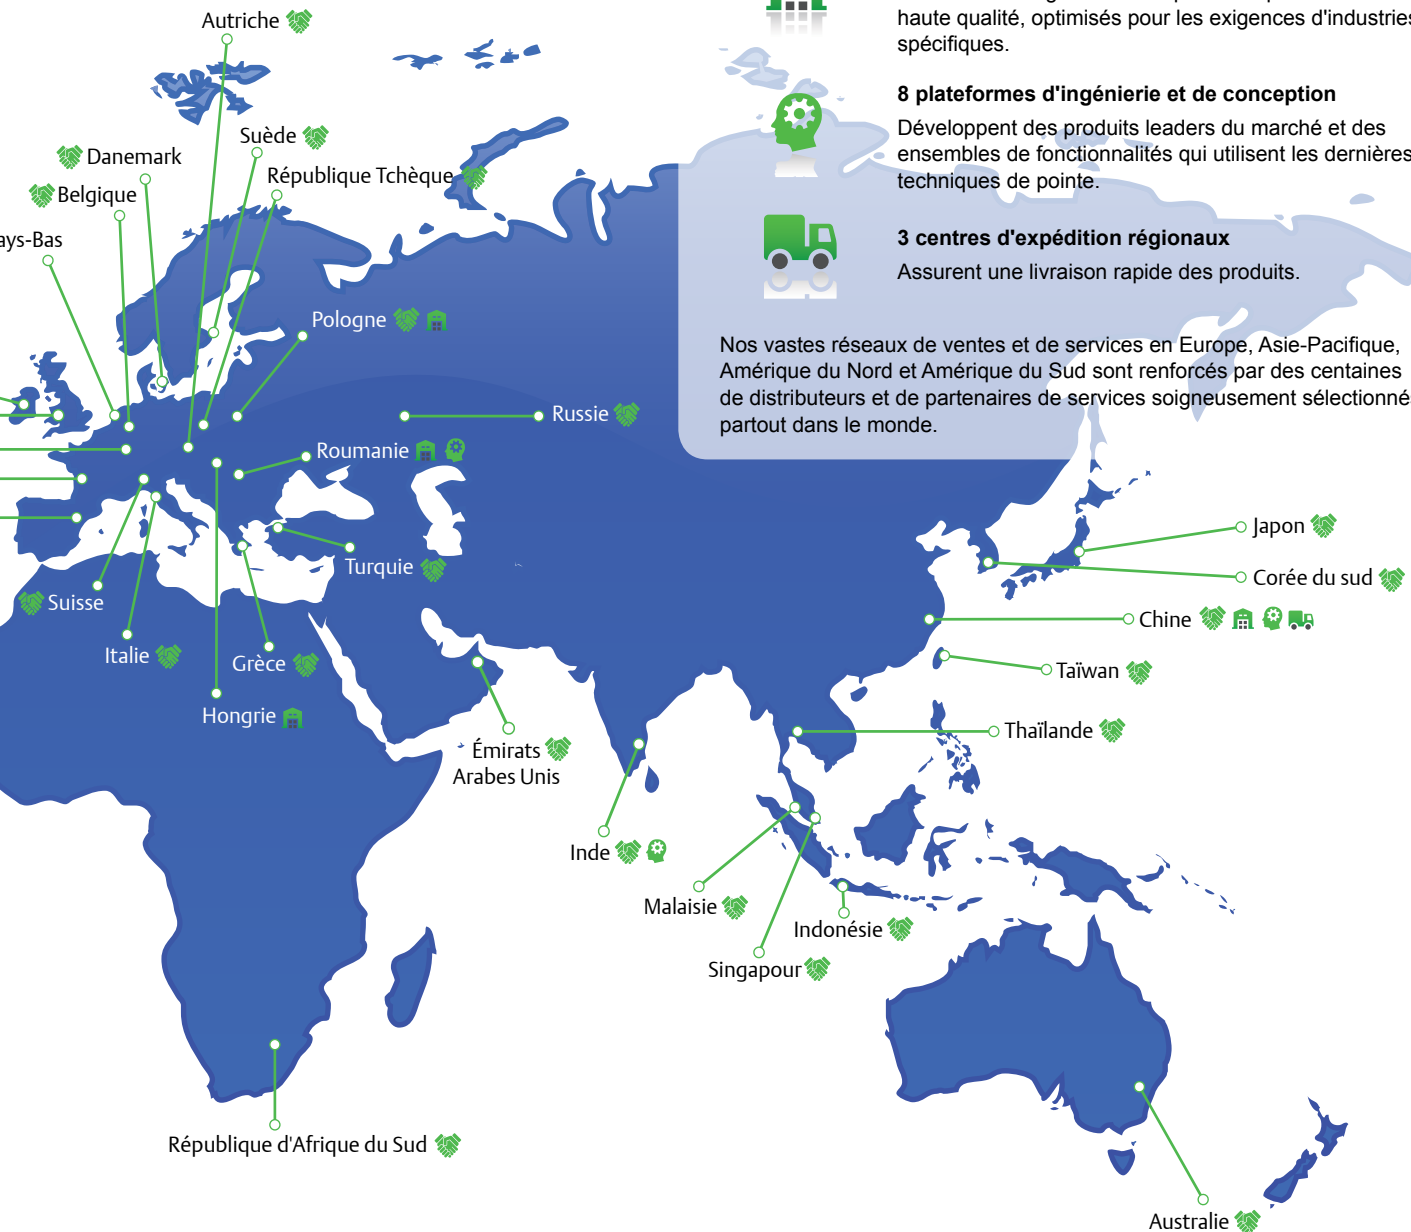 haute qualité, optimisés pour les exigences d'industries
spécifiques.
8 plateformes d'ingénierie et de conception
Développent des produits leaders du marché et des
ensembles de fonctionnalités qui utilisent les dernières
techniques de pointe.
3 centres d'expédition régionaux
Assurent une livraison rapide des produits.
Nos vastes réseaux de ventes et de services en Europe, Asie-Pacifique,
Amérique du Nord et Amérique du Sud sont renforcés par des centaines
de distributeurs et de partenaires de services soigneusement sélectionnés
partout dans le monde.
Autriche
Suède
Danemark
République Tchèque
Belgique
ays-Bas
Pologne
Russie
Roumanie
Turquie
Suisse
Italie
Grèce
Hongrie
Émirats
Arabes Unis
Inde
Japon
Corée du sud
Chine
Taïwan
Thaïlande
Malaisie
Indonésie
Singapour
République d'Afrique du Sud
Australie